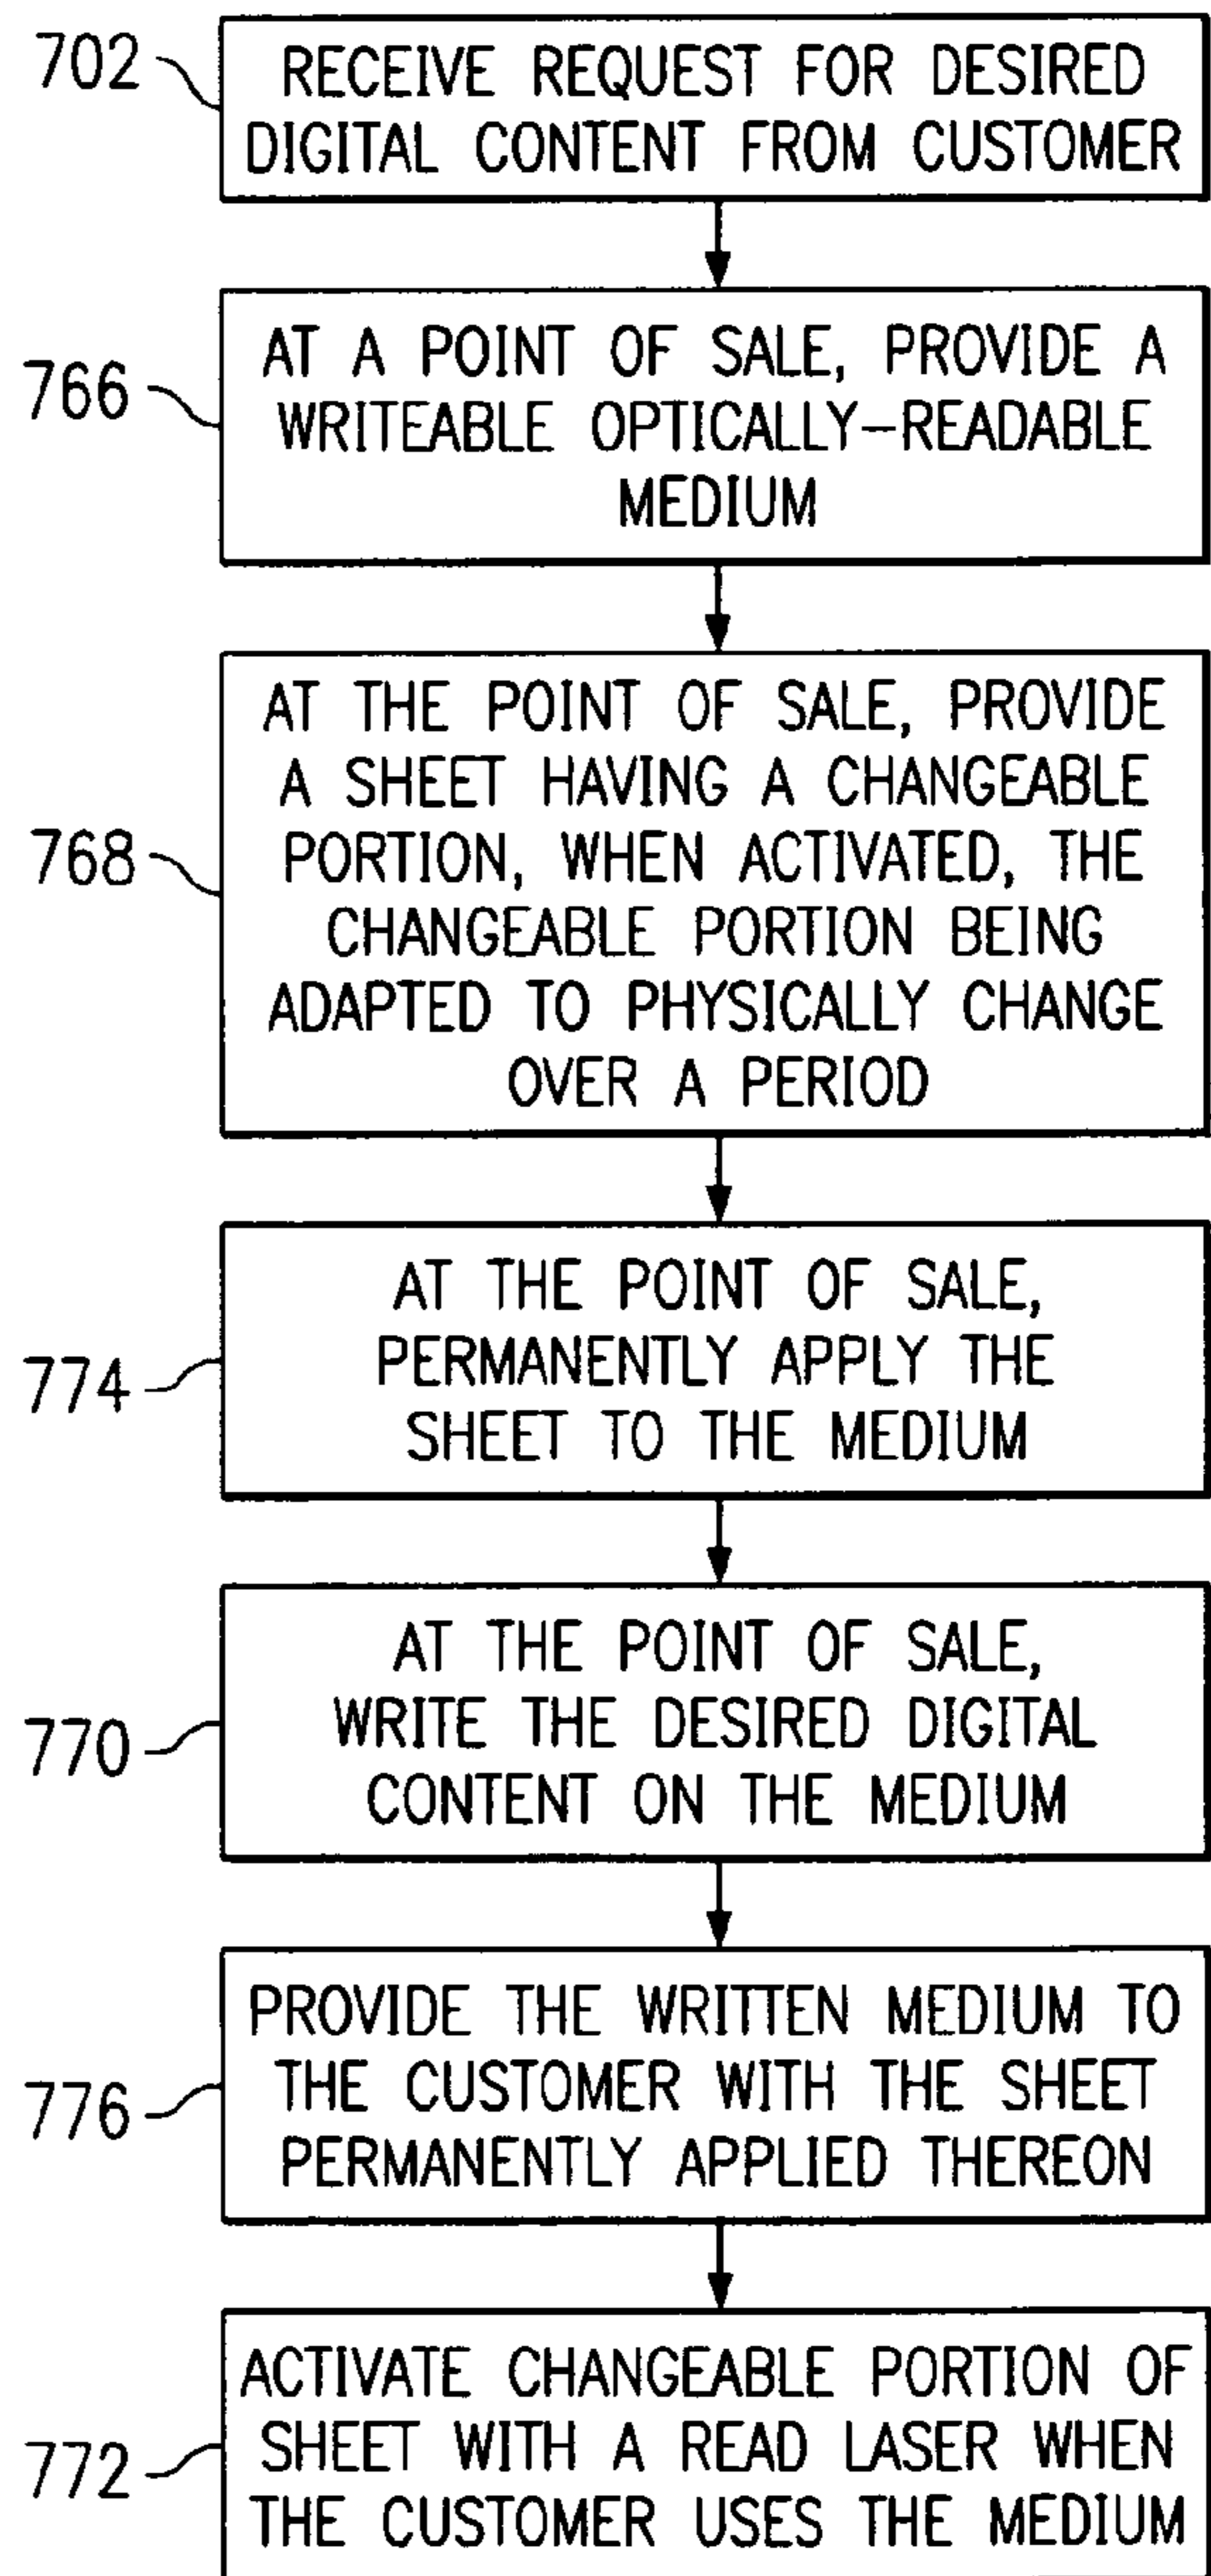 702
RECEIVE REQUEST FOR DESIRED
DIGITAL CONTENT FROM CUSTOMER
766
AT A POINT OF SALE, PROVIDE A
WRITEABLE OPTICALLY–READABLE
MEDIUM
768
AT THE POINT OF SALE, PROVIDE
A SHEET HAVING A CHANGEABLE
PORTION, WHEN ACTIVATED, THE
CHANGEABLE PORTION BEING
ADAPTED TO PHYSICALLY CHANGE
OVER A PERIOD
774
AT THE POINT OF SALE,
PERMANENTLY APPLY THE
SHEET TO THE MEDIUM
770
AT THE POINT OF SALE,
WRITE THE DESIRED DIGITAL
CONTENT ON THE MEDIUM
776
PROVIDE THE WRITTEN MEDIUM TO
THE CUSTOMER WITH THE SHEET
PERMANENTLY APPLIED THEREON
772
ACTIVATE CHANGEABLE PORTION OF
SHEET WITH A READ LASER WHEN
THE CUSTOMER USES THE MEDIUM